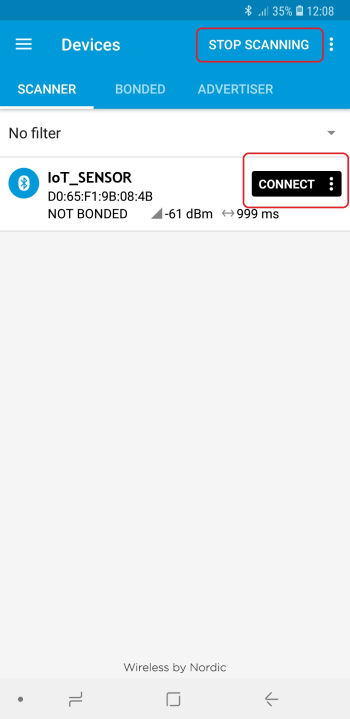 35% 12:08
Devices STOP SCANNING
SCANNER BONDED ADVERTISER
No filter
IoT_SENSOR
D0:65:F1:9B:08:4B
CONNECT
NOT BONDED -61 dBm 999 ms
Wireless by Nordic